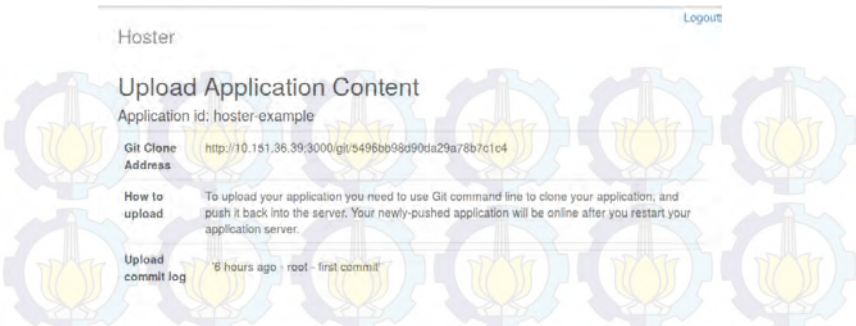 Logout
Hoster
Upload Application Content
Application id: hoster-example
Git Clone Address
http://10.151.36.39:3000/git/5496bb98d90da29a78b7c1c4
How to upload
To upload your application you need to use Git command line to clone your application, and
push it back into the server. Your newly-pushed application will be online after you restart your
application server.
Upload commit log
'6 hours ago - root - first commit'